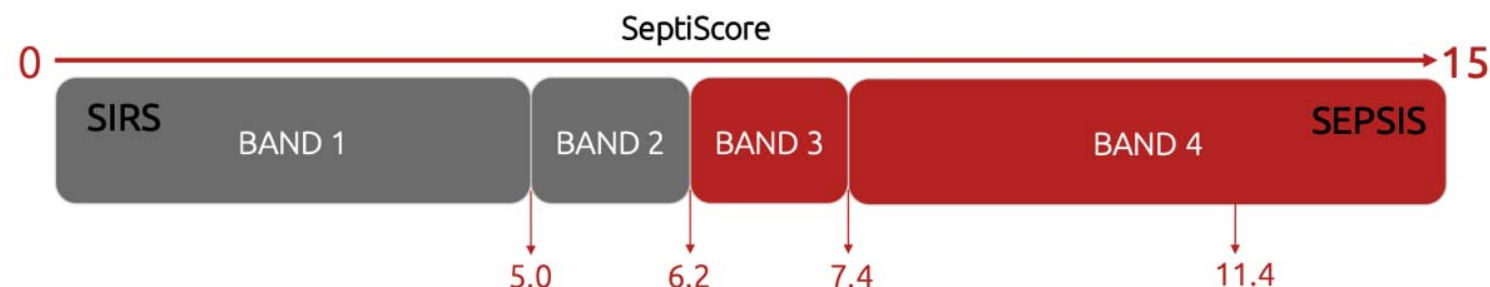 SeptiScore
0 15
SIRS SEPSIS
BAND 1 BAND 2 BAND 3 BAND 4
5.0 6.2 7.4 11.4